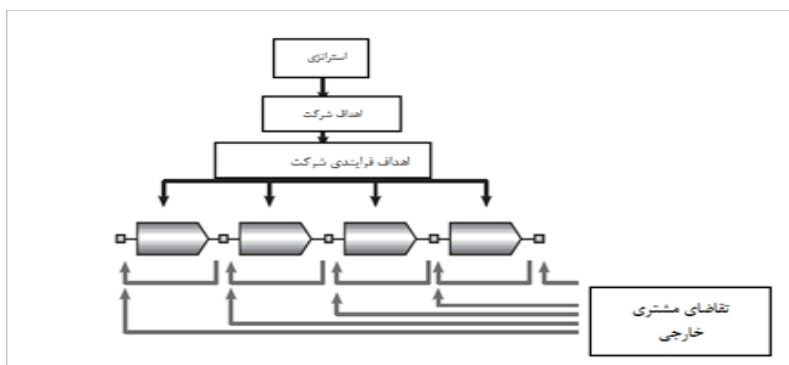 استراتژی
اهداف شرکت
اهداف فرایندی شرکت
تقاضای مشتری
خارجی